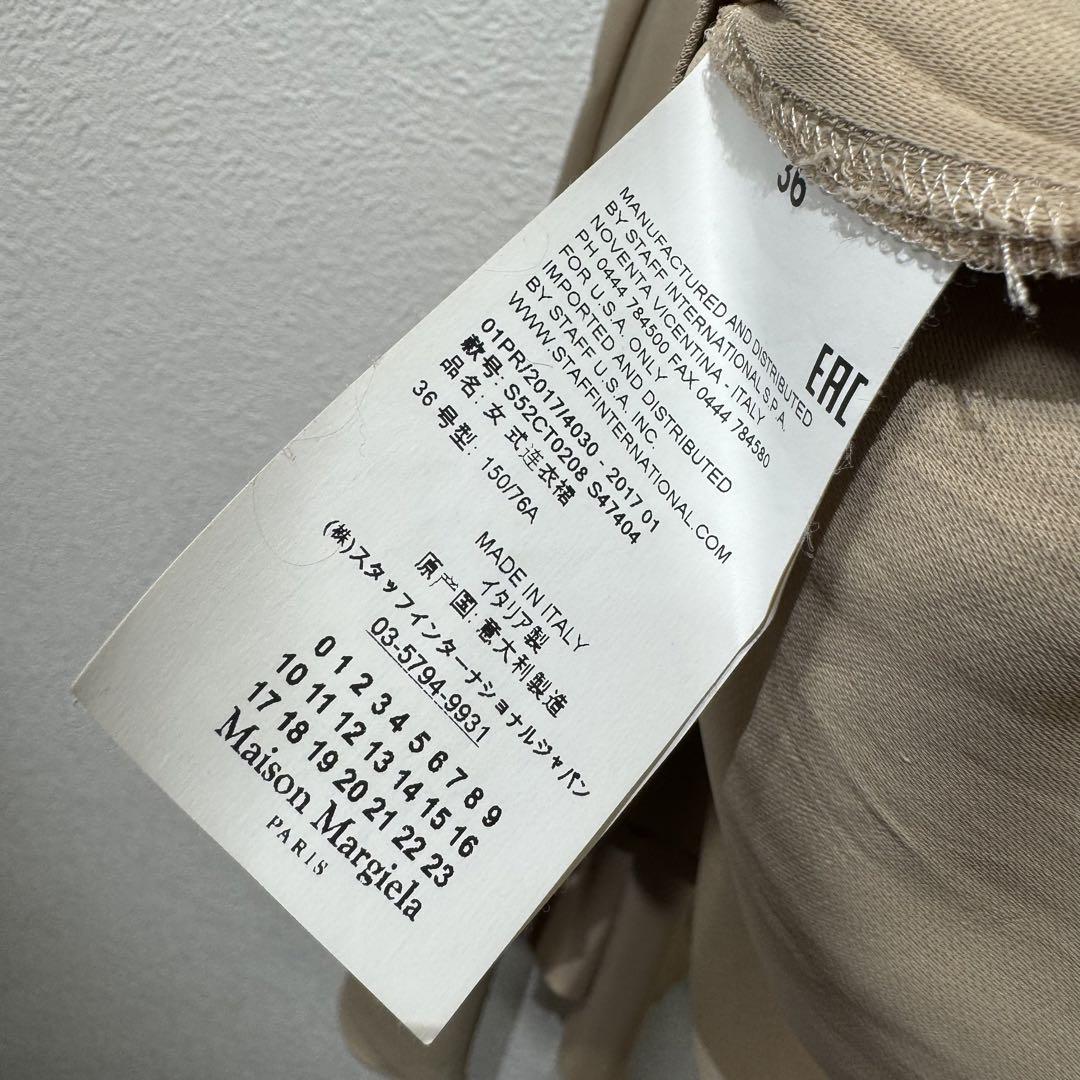 36
MANUFACTURED AND DISTRIBUTED
BY STAFF INTERNATIONAL S.P.A.
NOVENTA VICENTINA - ITALY
PH 0444 784500 FAX 0444 784580
FOR U.S.A. ONLY
IMPORTED AND DISTRIBUTED
BY STAFF U.S.A. INC.
WWW.STAFFINTERNATIONAL.COM
EAC
01PR/2017/4030 - 2017 01
款号: S52CT0208 S47404
品名: 女 式连衣裙
36 号型: 150/76A
MADE IN ITALY
イタリア製
原产国: 意大利製造
(株)スタッフインターナショナルジャパン
03-5794-9931
0 1 2 3 4 5 6 7 8 9
10 11 12 13 14 15 16
17 18 19 20 21 22 23
Maison Margiela
PARIS